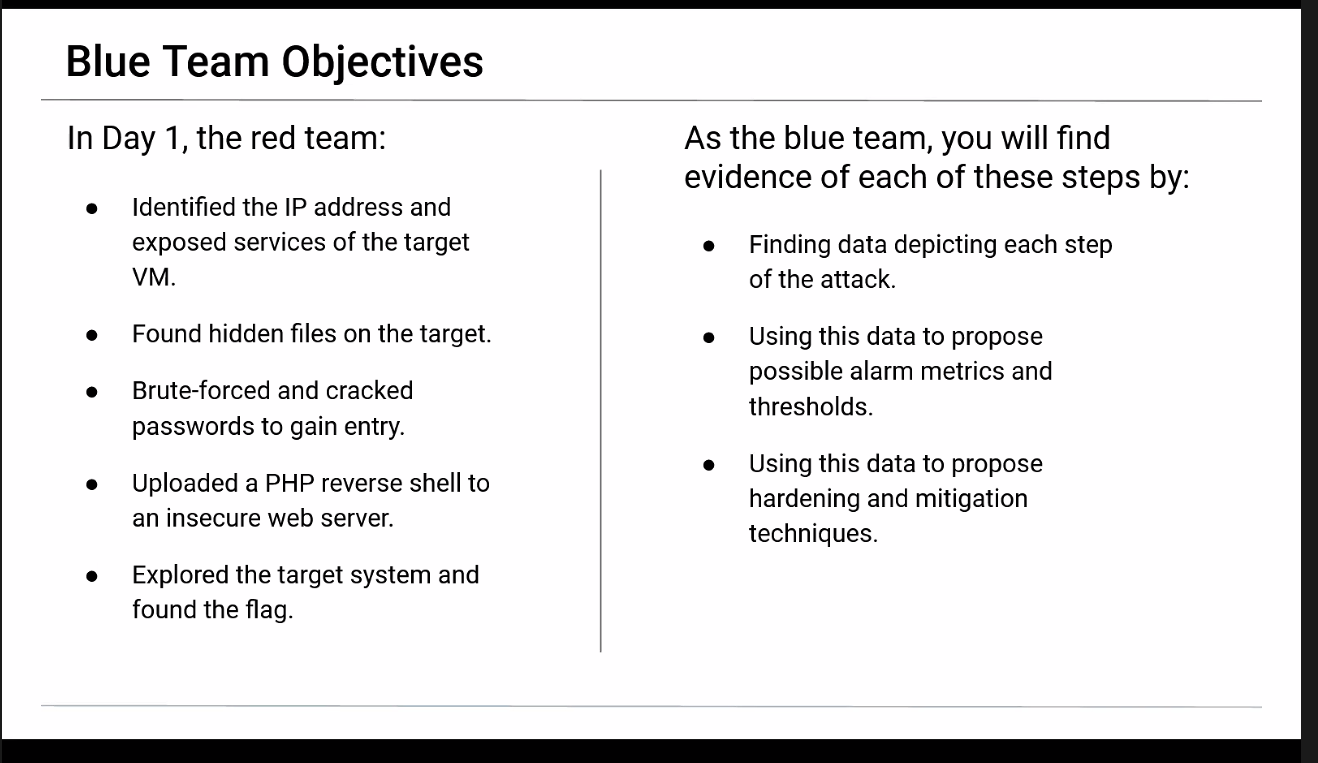 Blue Team Objectives
In Day 1, the red team:
● Identified the IP address and
exposed services of the target
VM.
● Found hidden files on the target.
● Brute-forced and cracked
passwords to gain entry.
● Uploaded a PHP reverse shell to
an insecure web server.
● Explored the target system and
found the flag.
As the blue team, you will find
evidence of each of these steps by:
● Finding data depicting each step
of the attack.
● Using this data to propose
possible alarm metrics and
thresholds.
● Using this data to propose
hardening and mitigation
techniques.